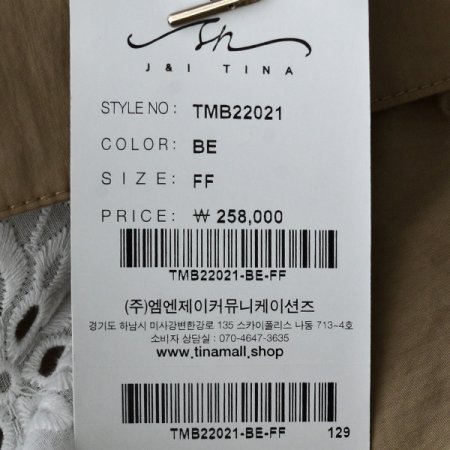 J & I TINA
STYLE NO : TMB22021
COLOR : BE
SIZE : FF
PRICE : ₩ 258,000
TMB22021-BE-FF
(주)엠엔제이커뮤니케이션즈
경기도 하남시 미사강변한강로 135 스카이폴리스 나동 713-4호
소비자 상담실 : 070-4647-3635
www.tinamall.shop
TMB22021-BE-FF 129